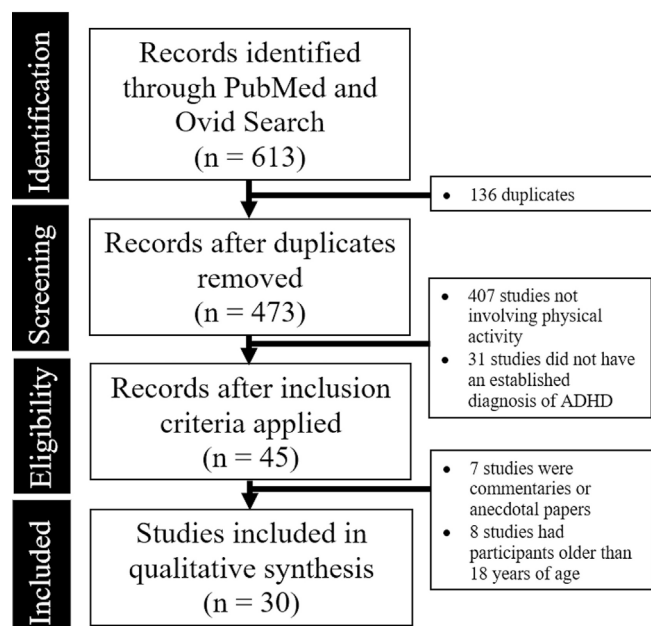 Identification
Records identified
through PubMed and
Ovid Search
(n = 613)
• 136 duplicates
Screening
Records after duplicates
removed
(n = 473)
• 407 studies not
involving physical
activity
• 31 studies did not have
an established
diagnosis of ADHD
Eligibility
Records after inclusion
criteria applied
(n = 45)
• 7 studies were
commentaries or
anecdotal papers
• 8 studies had
participants older than
18 years of age
Included
Studies included in
qualitative synthesis
(n = 30)